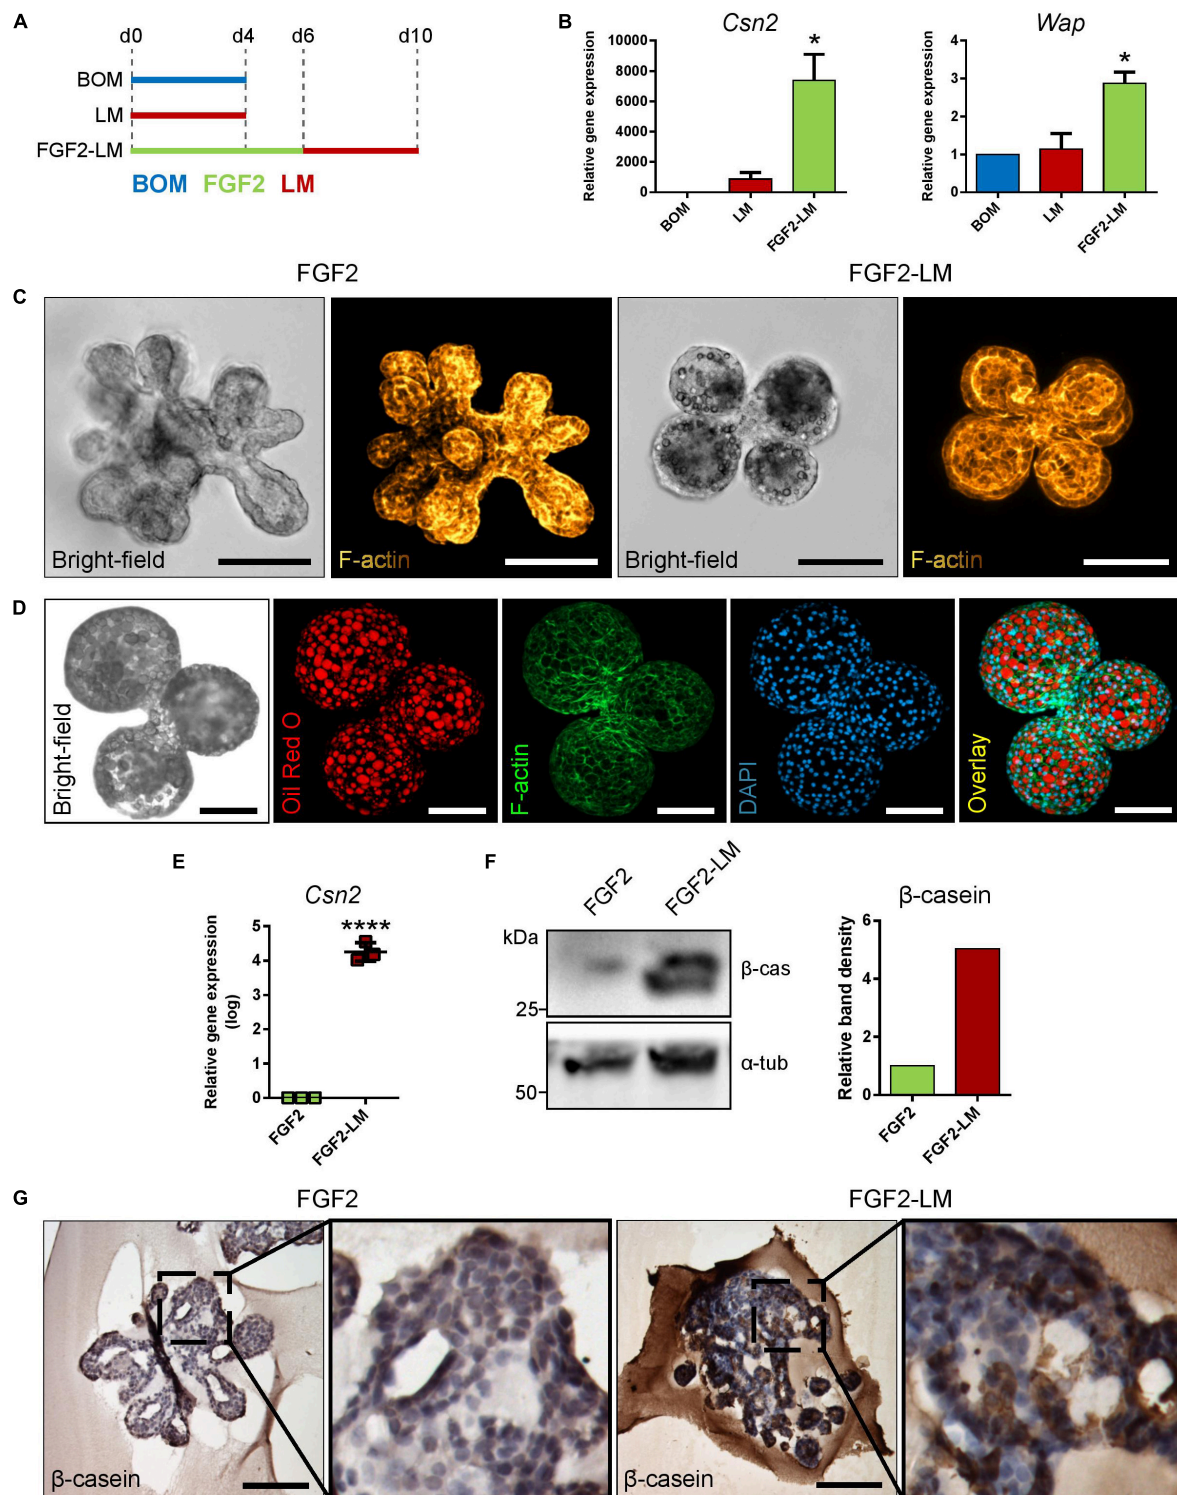 A
d0 d4 d6 d10
BOM
LM
FGF2-LM
BOM FGF2 LM
B
Csn2
Relative gene expression
10000
8000
6000
4000
2000
0
*
BOM
LM
FGF2-LM
Wap
Relative gene expression
4
3
2
1
0
*
BOM
LM
FGF2-LM
FGF2
FGF2-LM
C
Bright-field
F-actin
Bright-field
F-actin
D
Bright-field
Oil Red O
F-actin
DAPI
Overlay
E
Csn2
Relative gene expression
(log)
5
4
3
2
1
0
****
FGF2
FGF2-LM
F
FGF2
FGF2-LM
kDa
β-cas
25
α-tub
50
β-casein
Relative band density
6
4
2
0
FGF2
FGF2-LM
G
FGF2
FGF2-LM
β-casein
β-casein